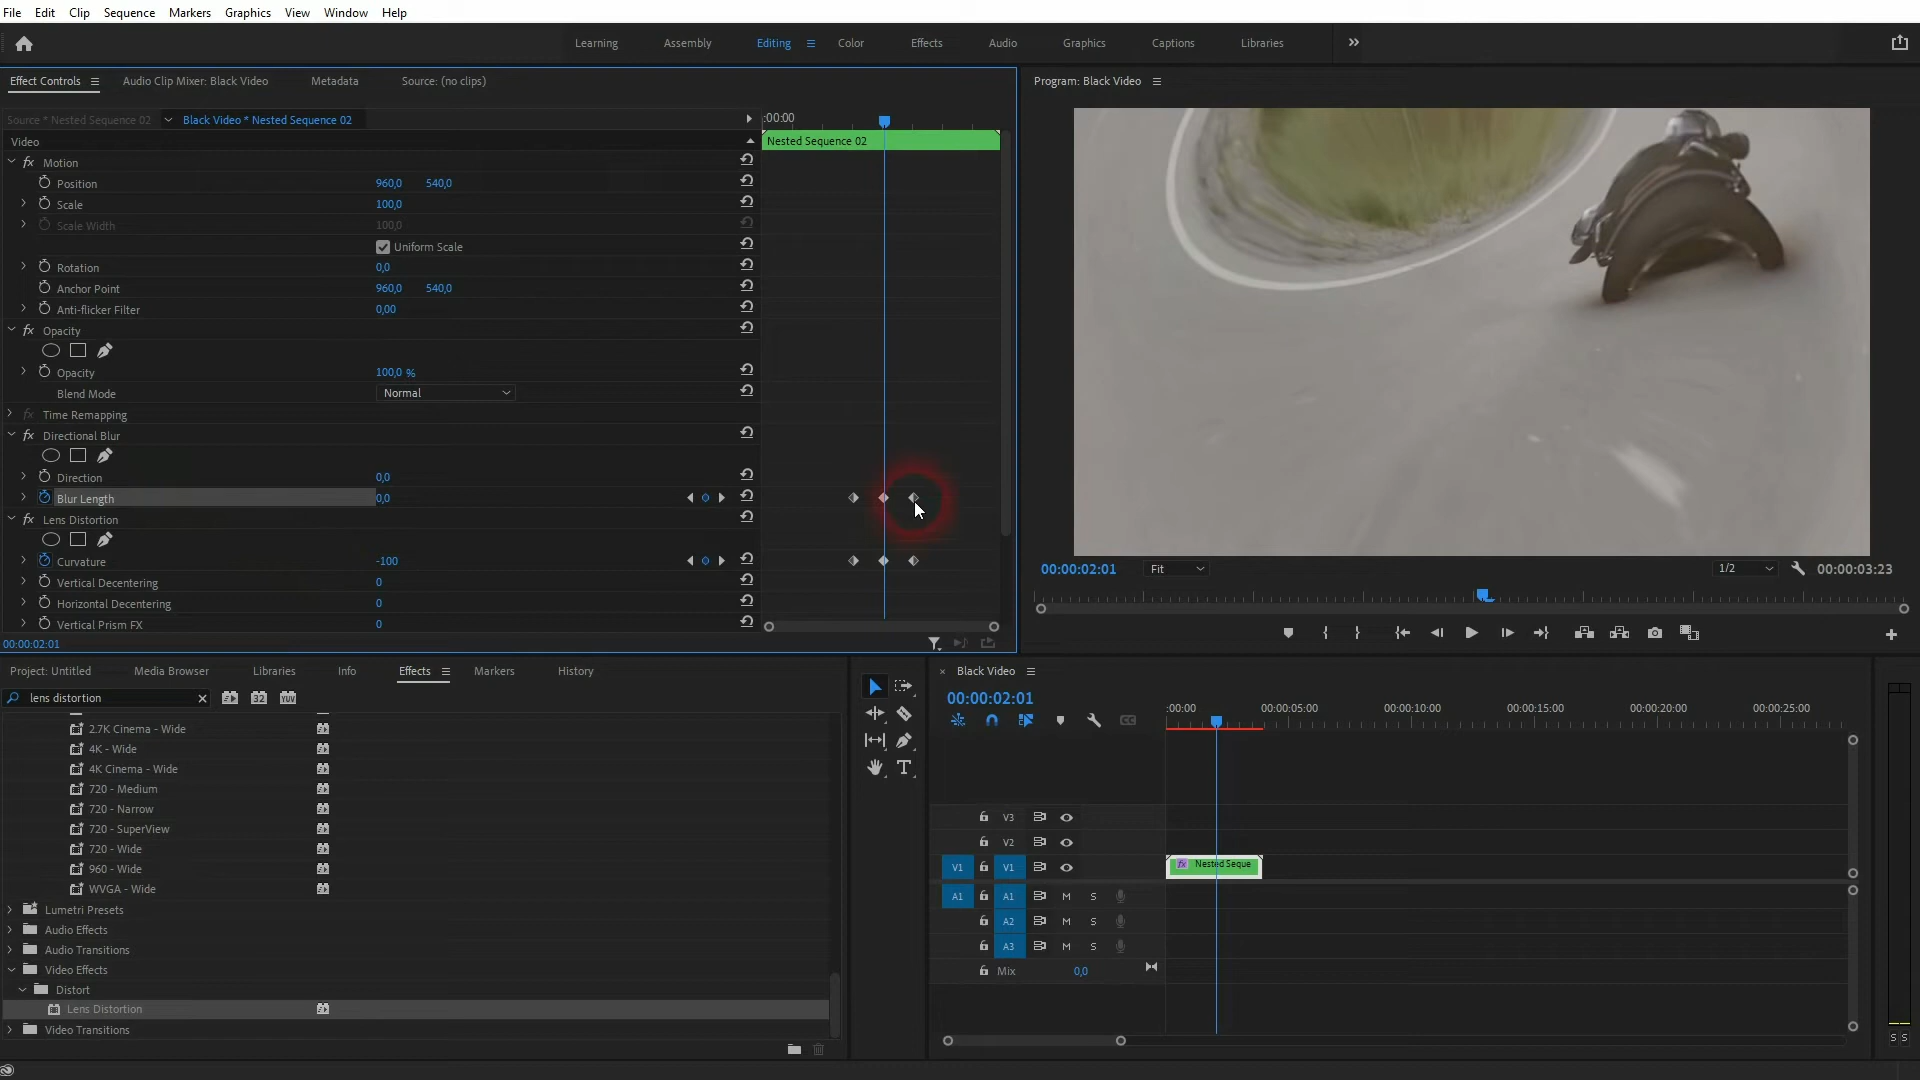 File Edit Clip Sequence Markers Graphics View Window Help
Learning Assembly Editing Color Effects Audio Graphics Captions Libraries
Effect Controls Audio Clip Mixer: Black Video Metadata Source: (no clips)
Program: Black Video
Source * Nested Sequence 02 Black Video * Nested Sequence 02
:00:00
Video
Nested Sequence 02
fx Motion
Position 960,0 540,0
Scale 100,0
Scale Width 100,0
Uniform Scale
Rotation 0,0
Anchor Point 960,0 540,0
Anti-flicker Filter 0,00
fx Opacity
Opacity 100,0 %
Blend Mode Normal
fx Time Remapping
fx Directional Blur
Direction 0,0
Blur Length 0,0
fx Lens Distortion
Curvature -100
Vertical Decentering 0
Horizontal Decentering 0
Vertical Prism FX 0
00:00:02:01
00:00:02:01 Fit 1/2 00:00:03:23
Project: Untitled Media Browser Libraries Info Effects Markers History
lens distortion 32 YUV
2.7K Cinema - Wide
4K - Wide
4K Cinema - Wide
720 - Medium
720 - Narrow
720 - SuperView
720 - Wide
960 - Wide
WVGA - Wide
Lumetri Presets
Audio Effects
Audio Transitions
Video Effects
Distort
Lens Distortion
Video Transitions
× Black Video
00:00:02:01
:00:00 00:00:05:00 00:00:10:00 00:00:15:00 00:00:20:00 00:00:25:00
V3
V2
V1 V1 fx Nested Seque
A1 A1 M S
A2 M S
A3 M S
Mix 0,0
S S